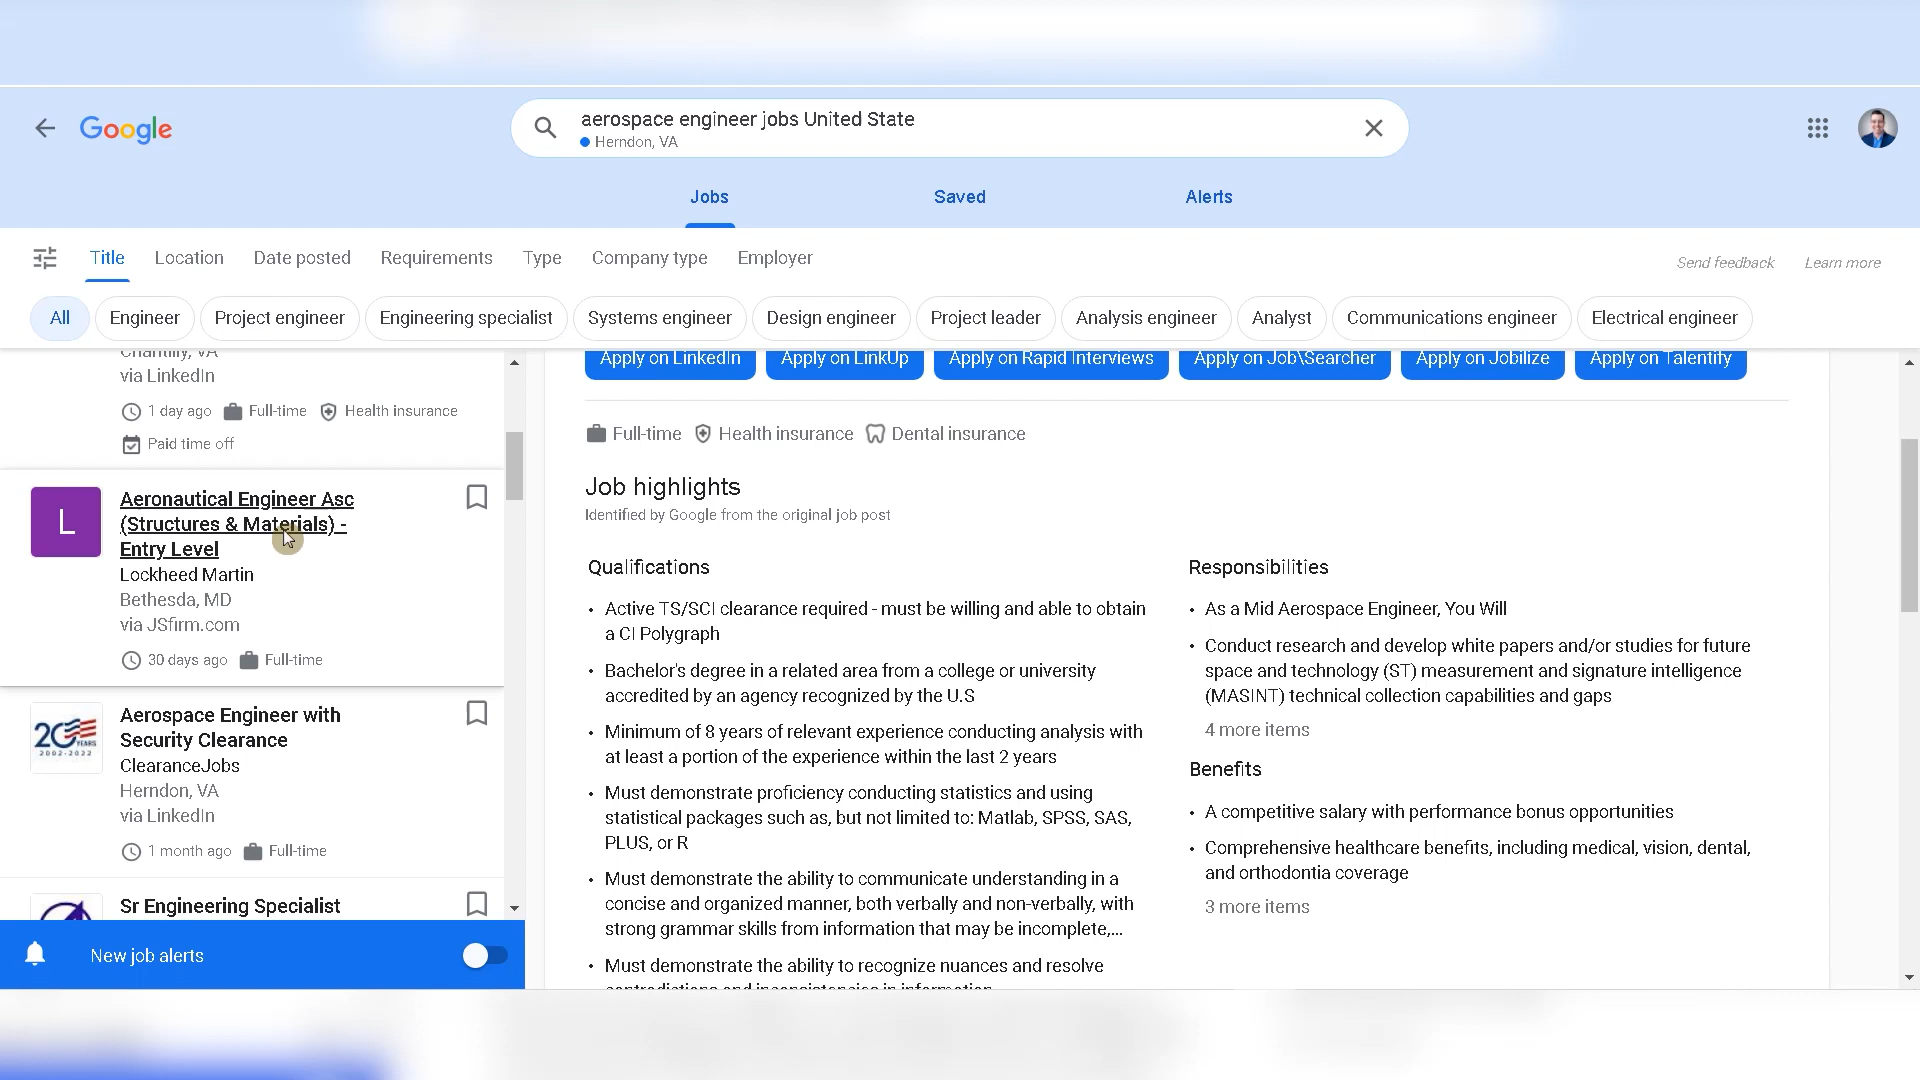 Google
aerospace engineer jobs United State
Herndon, VA
Jobs
Saved
Alerts
Title
Location
Date posted
Requirements
Type
Company type
Employer
Send feedback
Learn more
All
Engineer
Project engineer
Engineering specialist
Systems engineer
Design engineer
Project leader
Analysis engineer
Analyst
Communications engineer
Electrical engineer
Chantilly, VA
via LinkedIn
1 day ago
Full-time
Health insurance
Paid time off
L
Aeronautical Engineer Asc
(Structures & Materials) -
Entry Level
Lockheed Martin
Bethesda, MD
via JSfirm.com
30 days ago
Full-time
20 YEARS
2002-2022
Aerospace Engineer with
Security Clearance
ClearanceJobs
Herndon, VA
via LinkedIn
1 month ago
Full-time
Sr Engineering Specialist
New job alerts
Apply on LinkedIn
Apply on LinkUp
Apply on Rapid Interviews
Apply on Job\Searcher
Apply on Jobilize
Apply on Talentify
Full-time
Health insurance
Dental insurance
Job highlights
Identified by Google from the original job post
Qualifications
• Active TS/SCI clearance required - must be willing and able to obtain
a CI Polygraph
• Bachelor's degree in a related area from a college or university
accredited by an agency recognized by the U.S
• Minimum of 8 years of relevant experience conducting analysis with
at least a portion of the experience within the last 2 years
• Must demonstrate proficiency conducting statistics and using
statistical packages such as, but not limited to: Matlab, SPSS, SAS,
PLUS, or R
• Must demonstrate the ability to communicate understanding in a
concise and organized manner, both verbally and non-verbally, with
strong grammar skills from information that may be incomplete,...
• Must demonstrate the ability to recognize nuances and resolve
contradictions and inconsistencies in information
Responsibilities
• As a Mid Aerospace Engineer, You Will
• Conduct research and develop white papers and/or studies for future
space and technology (ST) measurement and signature intelligence
(MASINT) technical collection capabilities and gaps
4 more items
Benefits
• A competitive salary with performance bonus opportunities
• Comprehensive healthcare benefits, including medical, vision, dental,
and orthodontia coverage
3 more items